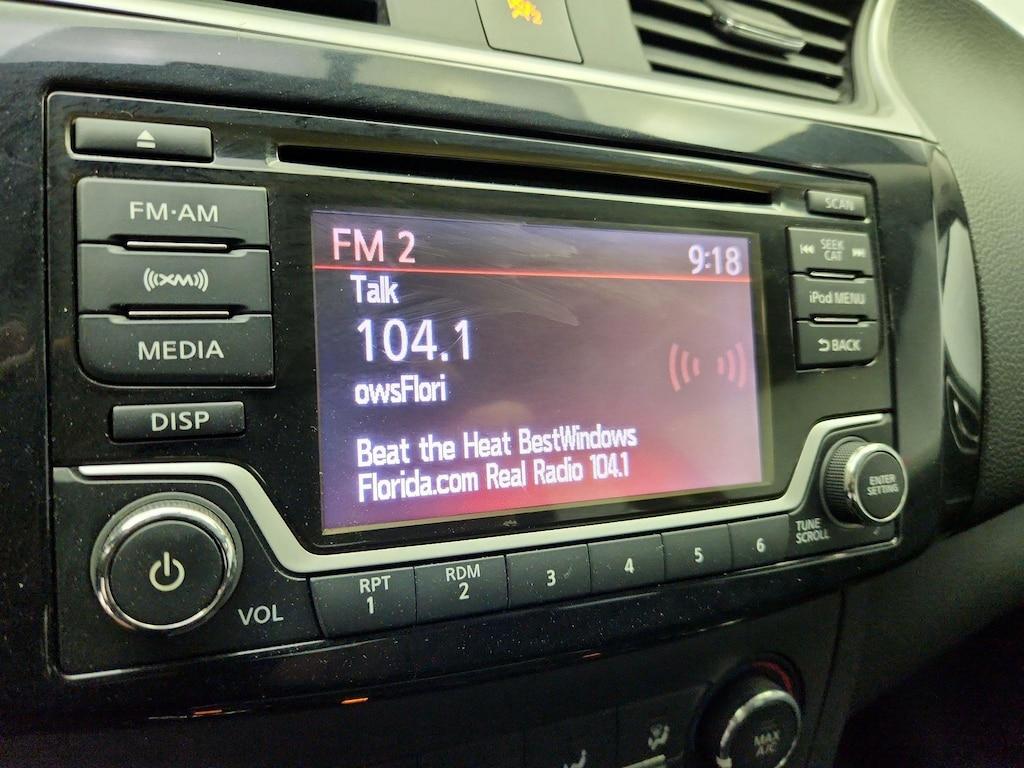 FM·AM
XM
MEDIA
DISP
VOL
FM 2
9:18
Talk
104.1
owsFlori
Beat the Heat BestWindows
Florida.com Real Radio 104.1
SCAN
SEEK
CAT
iPod MENU
BACK
ENTER
SETTING
TUNE
SCROLL
RPT
1
RDM
2
3
4
5
6
MAX
A/C